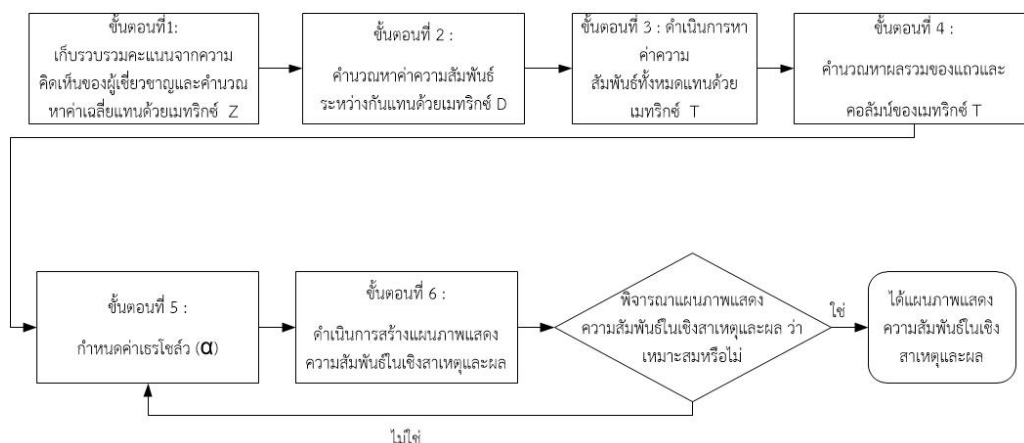 ขั้นตอนที่1:
เก็บรวบรวมคะแนนจากความ
คิดเห็นของผู้เชี่ยวชาญและคำนวณ
หาค่าเฉลี่ยแทนด้วยเมทริกซ์ Z
ขั้นตอนที่ 2 :
คำนวณหาค่าความสัมพันธ์
ระหว่างกันแทนด้วยเมทริกซ์ D
ขั้นตอนที่ 3 : ดำเนินการหา
ค่าความ
สัมพันธ์ทั้งหมดแทนด้วย
เมทริกซ์ T
ขั้นตอนที่ 4 :
คำนวณหาผลรวมของแถวและ
คอลัมน์ของเมทริกซ์ T
ขั้นตอนที่ 5 :
กำหนดค่าเธรโชล์ว (α)
ขั้นตอนที่ 6 :
ดำเนินการสร้างแผนภาพแสดง
ความสัมพันธ์ในเชิงสาเหตุและผล
พิจารณาแผนภาพแสดง
ความสัมพันธ์ในเชิงสาเหตุและผล ว่า
เหมาะสมหรือไม่
ใช่
ได้แผนภาพแสดง
ความสัมพันธ์ในเชิง
สาเหตุและผล
ไม่ใช่